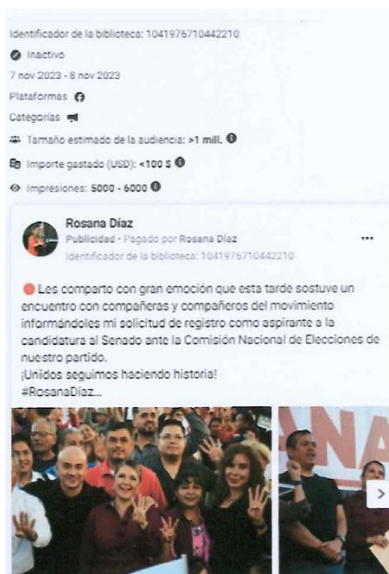 Identificador de la biblioteca: 1041976710442210
Inactivo
7 nov 2023 - 8 nov 2023
Plataformas
Categorías
Tamaño estimado de la audiencia: >1 mill.
Importe gastado (USD): <100 $
Impresiones: 5000 - 6000
Rosana Díaz
Publicidad · Pagado por Rosana Díaz
Identificador de la biblioteca: 1041976710442210
Les comparto con gran emoción que esta tarde sostuve un
encuentro con compañeras y compañeros del movimiento
informándoles mi solicitud de registro como aspirante a la
candidatura al Senado ante la Comisión Nacional de Elecciones de
nuestro partido.
¡Unidos seguimos haciendo historia!
#RosanaDíaz...
ANA